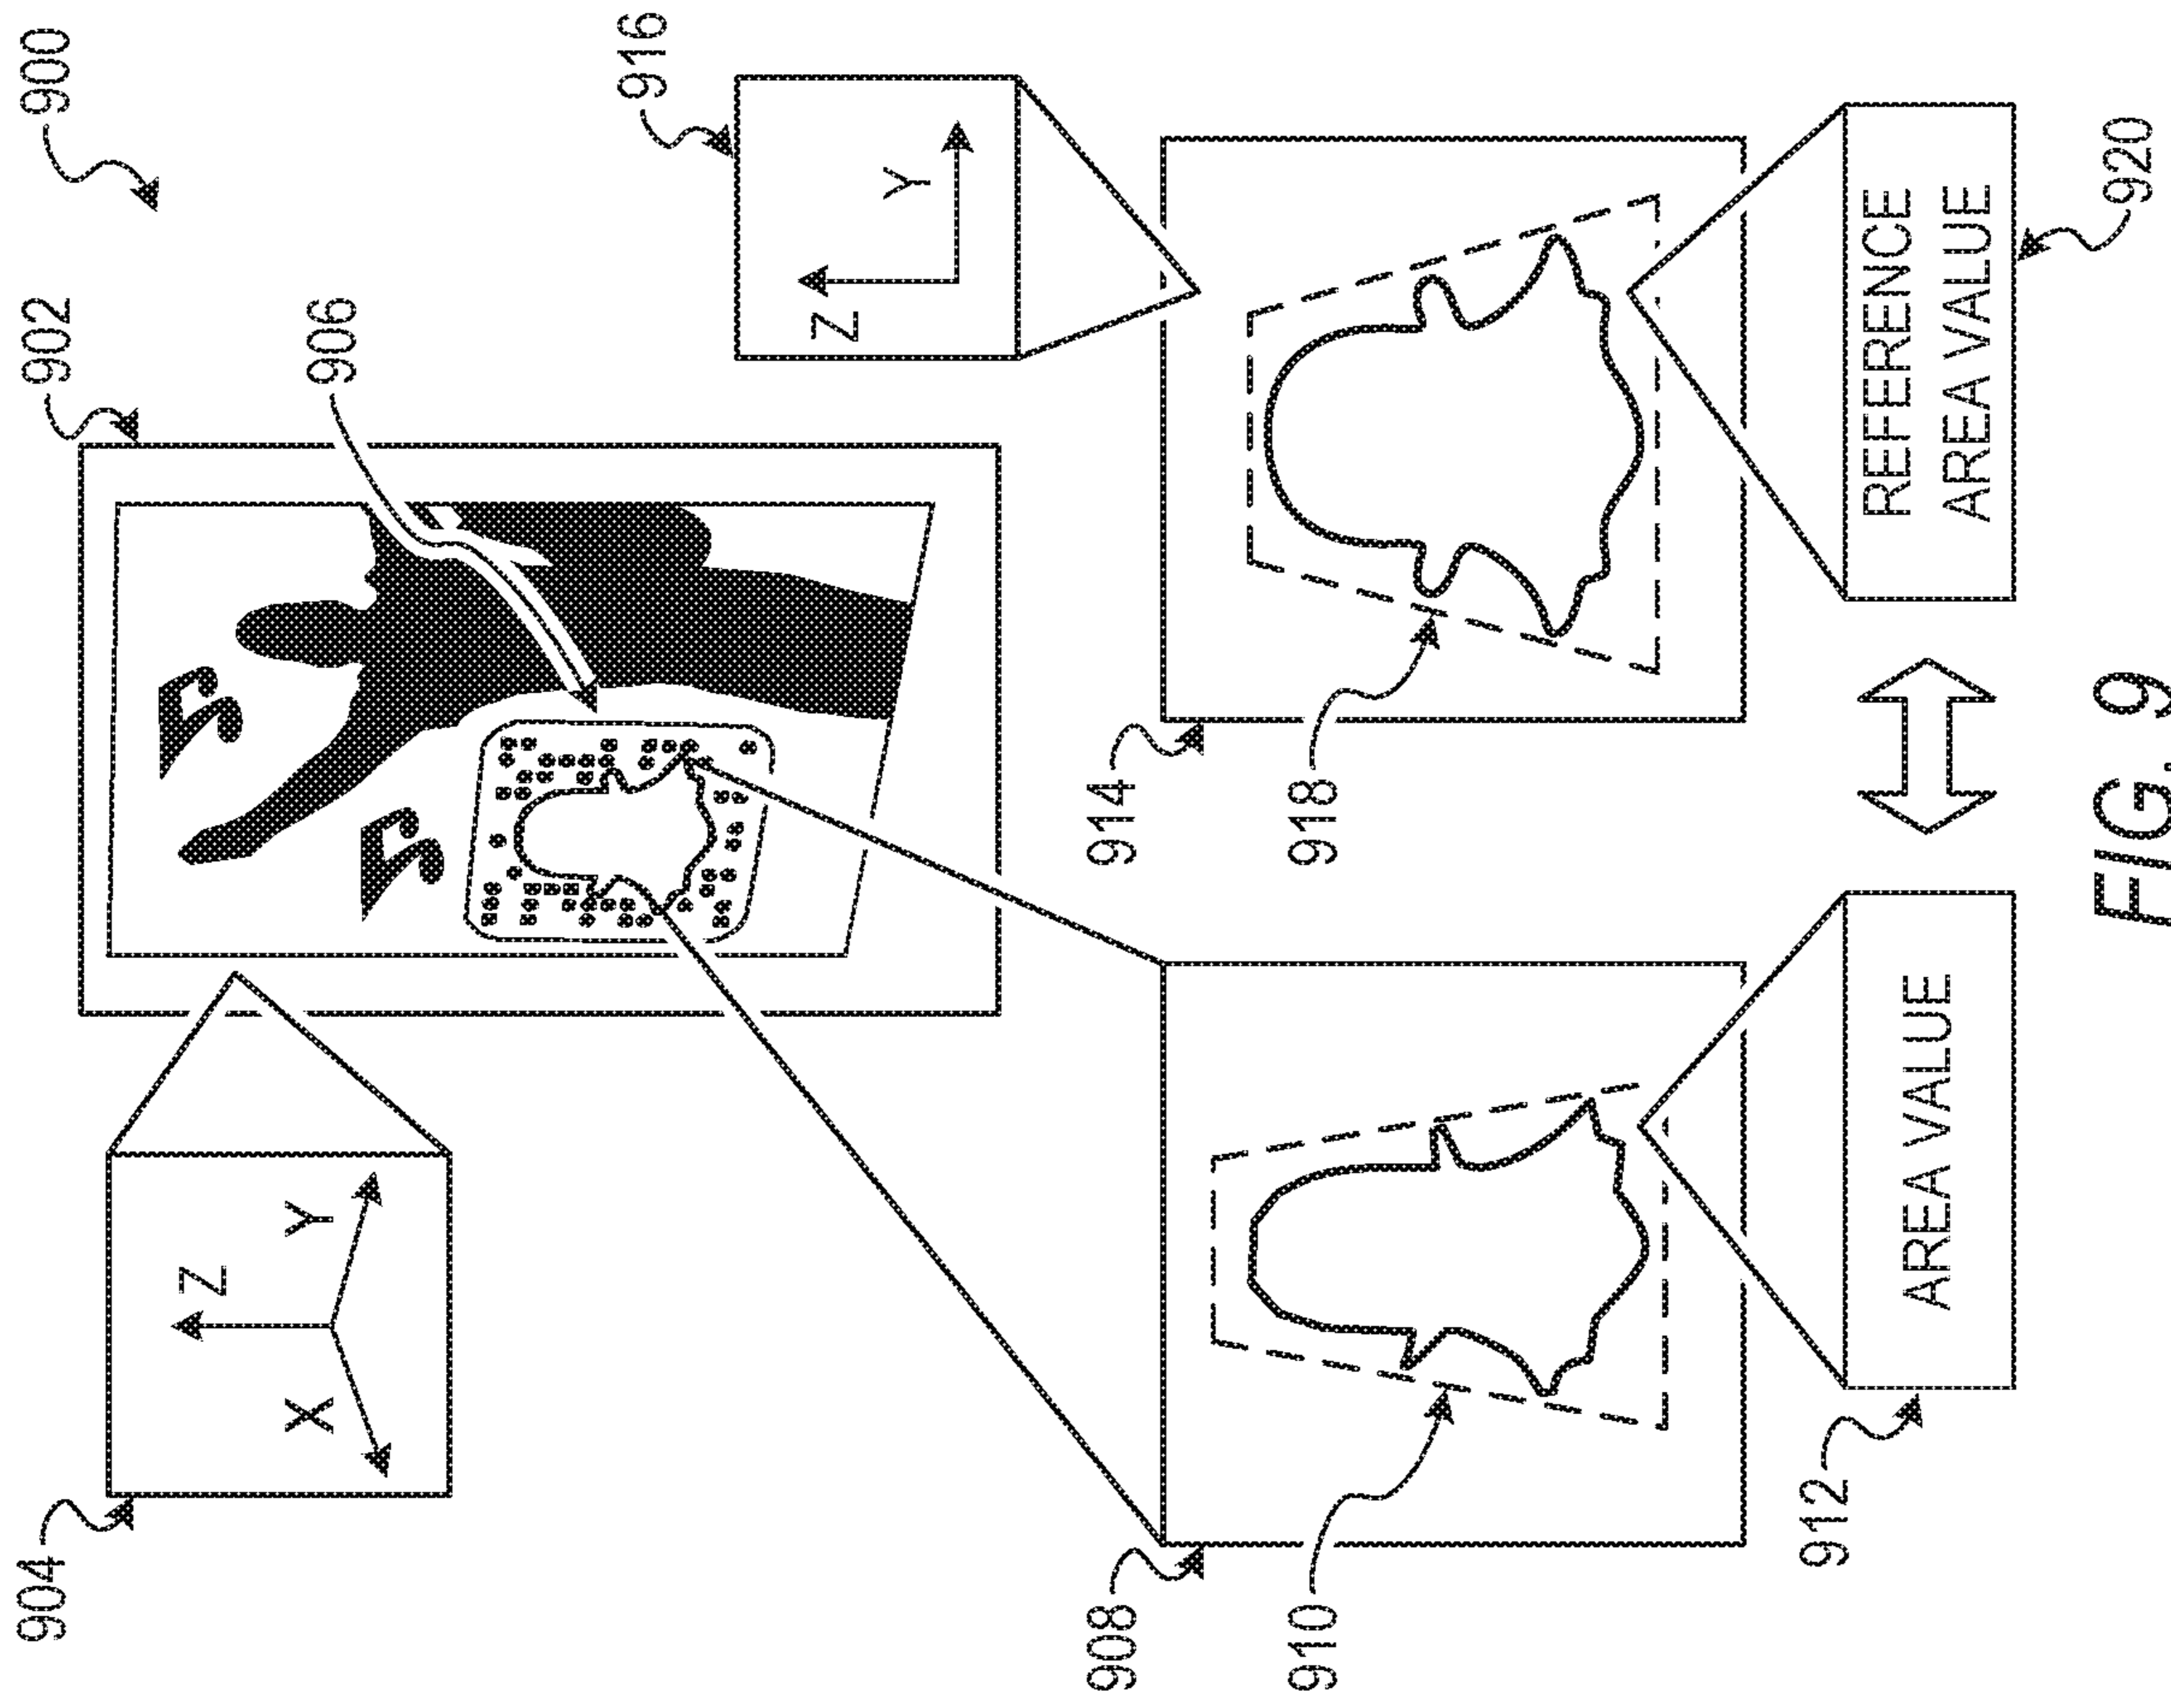 900
902
904
Z
X
Y
906
916
Z
Y
914
918
908
910
912
AREA VALUE
REFERENCE
AREA VALUE
920
FIG. 9